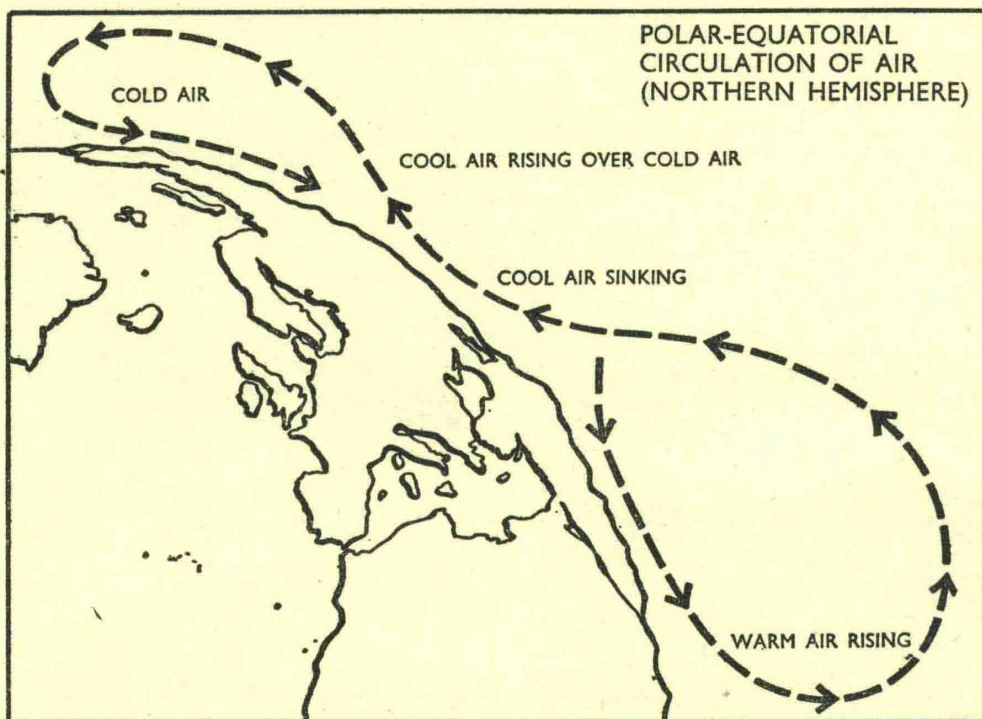 POLAR-EQUATORIAL
CIRCULATION OF AIR
(NORTHERN HEMISPHERE)
COLD AIR
COOL AIR RISING OVER COLD AIR
COOL AIR SINKING
WARM AIR RISING